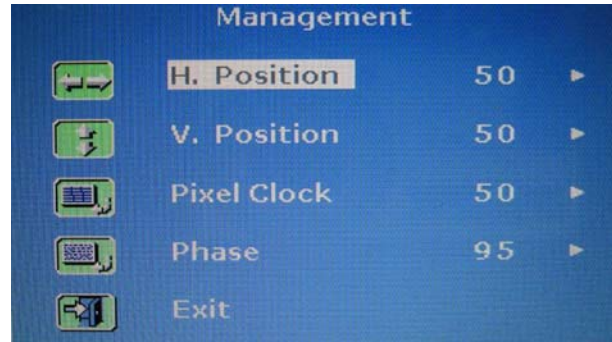 Management
H. Position 50
V. Position 50
Pixel Clock 50
Phase 95
Exit